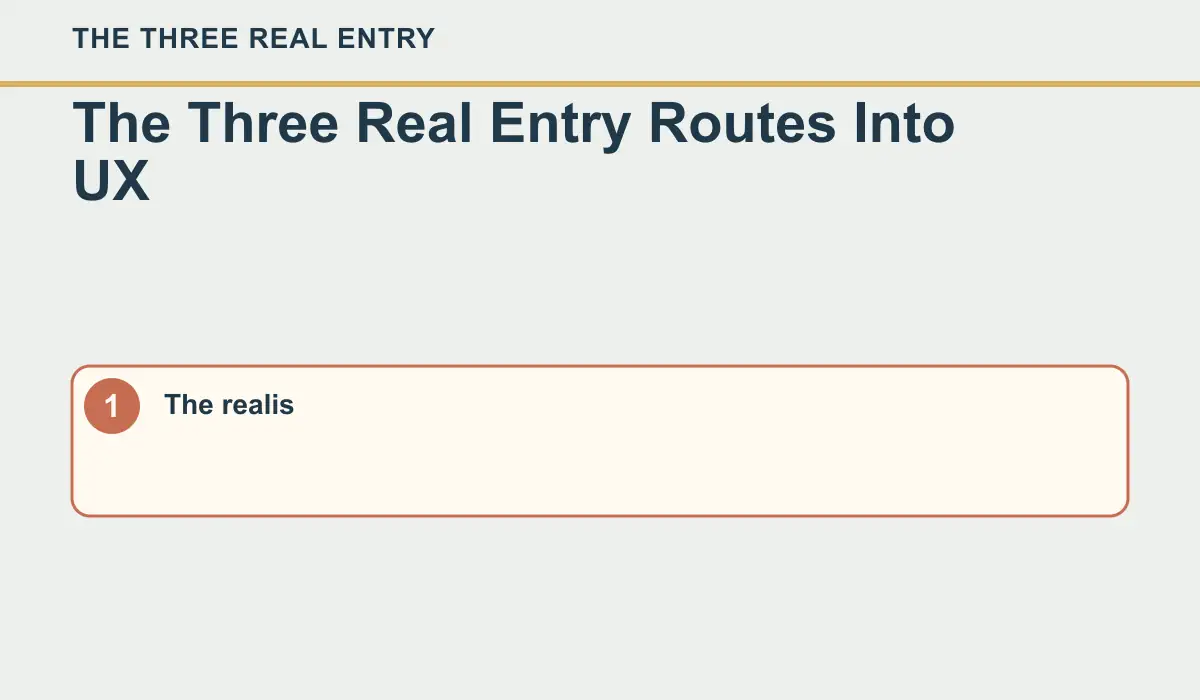 THE THREE REAL ENTRY
The Three Real Entry Routes Into
UX
1 The realis